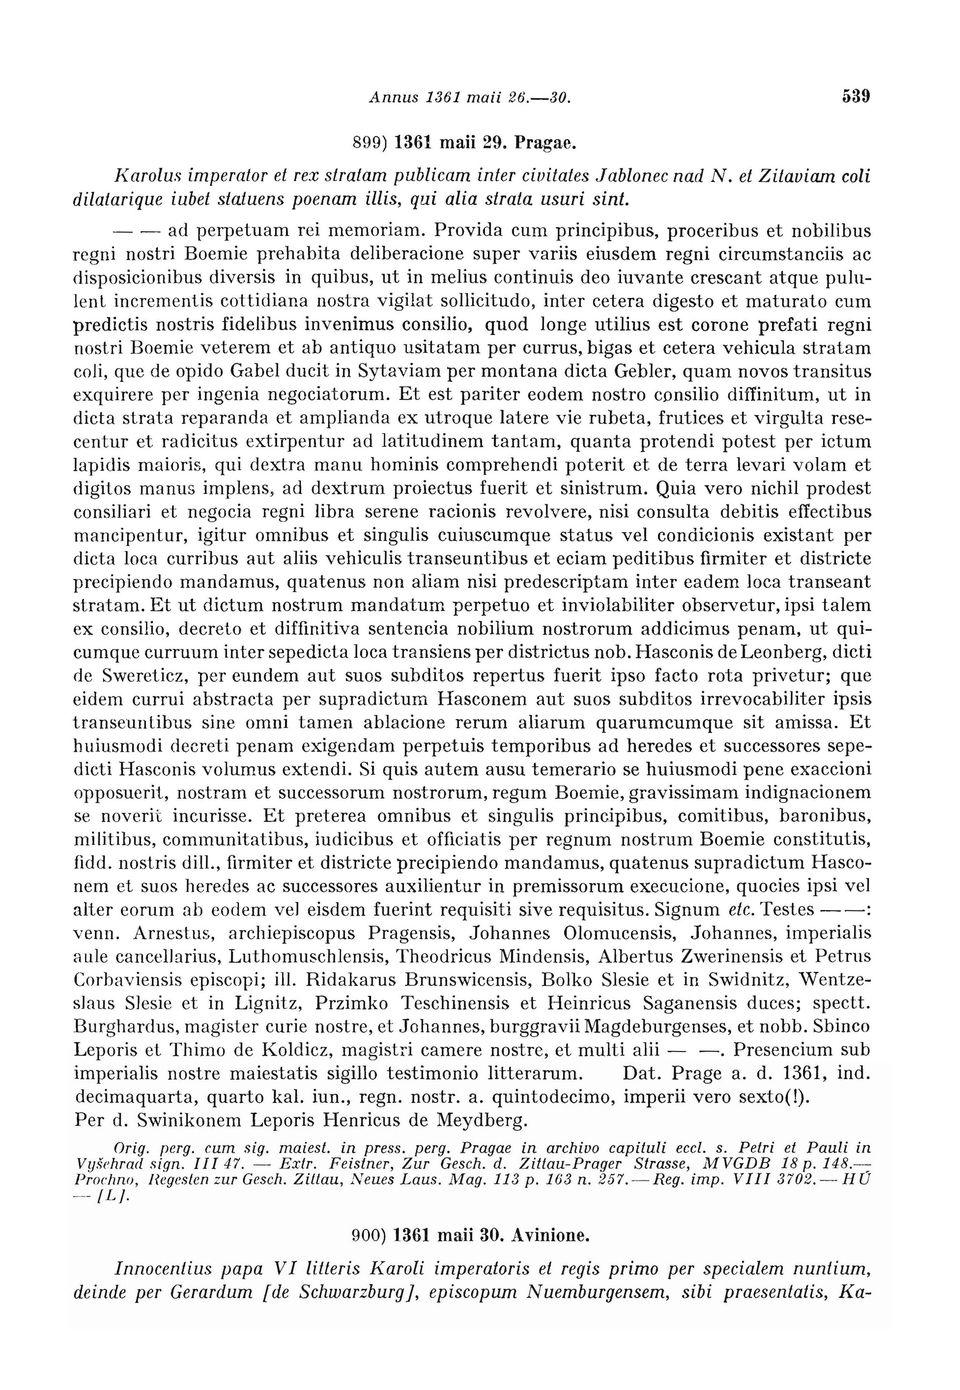 Annus 1361 maii 26.—30. 539
899) 1361 maii 29. Pragae.
Karolus imperator et rex stratam publicam inter civitates Jablonec nad N. et Zitaviam coli
dilatarique iubet statuens poenam illis, qui alia strata usuri sint.
— — ad perpetuam rei memoriam. Provida cum principibus, proceribus et nobilibus
regni nostri Boemie prehabita deliberacione super variis eiusdem regni circumstanciis ac
disposicionibus diversis in quibus, ut in melius continuis deo iuvante crescant atque pulu-
lent incrementis cottidiana nostra vigilat sollicitudo, inter cetera digesto et maturato cum
predictis nostris fidelibus invenimus consilio, quod longe utilius est corone prefati regni
nostri Boemie veterem et ab antiquo usitatam per currus, bigas et cetera vehicula stratam
coli, que de opido Gabel ducit in Sytaviam per montana dicta Gebler, quam novos transitus
exquirere per ingenia negociatorum. Et est pariter eodem nostro consilio diffinitum, ut in
dicta strata reparanda et amplianda ex utroque latere vie rubeta, frutices et virgulta rese-
centur et radicitus extirpentur ad latitudinem tantam, quanta protendi potest per ictum
lapidis maioris, qui dextra manu hominis comprehendi poterit et de terra levari volam et
digitos manus implens, ad dextrum proiectus fuerit et sinistrum. Quia vero nichil prodest
consiliari et negocia regni libra serene racionis revolvere, nisi consulta debitis effectibus
mancipentur, igitur omnibus et singulis cuiuscumque status vel condicionis existant per
dicta loca curribus aut aliis vehiculis transeuntibus et eciam peditibus firmiter et districte
precipiendo mandamus, quatenus non aliam nisi predescriptam inter eadem loca transeant
stratam. Et ut dictum nostrum mandatum perpetuo et inviolabiliter observetur, ipsi talem
ex consilio, decreto et diffinitiva sentencia nobilium nostrorum addicimus penam, ut qui-
cumque curruum inter sepedicta loca transiens per districtus nob. Hasconis de Leonberg, dicti
de Swereticz, per eundem aut suos subditos repertus fuerit ipso facto rota privetur; que
eidem currui abstracta per supradictum Hasconem aut suos subditos irrevocabiliter ipsis
transeuntibus sine omni tamen ablacione rerum aliarum quarumcumque sit amissa. Et
huiusmodi decreti penam exigendam perpetuis temporibus ad heredes et successores sepe-
dicti Hasconis volumus extendi. Si quis autem ausu temerario se huiusmodi pene exaccioni
opposuerit, nostram et successorum nostrorum, regum Boemie, gravissimam indignacionem
se noverit incurisse. Et preterea omnibus et singulis principibus, comitibus, baronibus,
militibus, communitatibus, iudicibus et officiatis per regnum nostrum Boemie constitutis,
fidd. nostris dill., firmiter et districte precipiendo mandamus, quatenus supradictum Hasco-
nem et suos heredes ac successores auxilientur in premissorum execucione, quocies ipsi vel
alter eorum ab eodem vel eisdem fuerint requisiti sive requisitus. Signum etc. Testes — —:
venn. Arnestus, archiepiscopus Pragensis, Johannes Olomucensis, Johannes, imperialis
aule cancellarius, Luthomuschlensis, Theodricus Mindensis, Albertus Zwerinensis et Petrus
Corbaviensis episcopi; ill. Ridakarus Brunswicensis, Bolko Slesie et in Swidnitz, Wentze-
slaus Slesie et in Lignitz, Przimko Teschinensis et Heinricus Saganensis duces; spectt.
Burghardus, magister curie nostre, et Johannes, burggravii Magdeburgenses, et nobb. Sbinco
Leporis et Thimo de Koldicz, magistri camere nostre, et multi alii — —. Presencium sub
imperialis nostre maiestatis sigillo testimonio litterarum. Dat. Prage a. d. 1361, ind.
decimaquarta, quarto kal. iun., regn. nostr. a. quintodecimo, imperii vero sexto(!).
Per d. Swinikonem Leporis Henricus de Meydberg.
Orig. perg. cum sig. maiest. in press. perg. Pragae in archivo capituli eccl. s. Petri et Pauli in
Vyšehrad sign. III 47. — Extr. Feistner, Zur Gesch. d. Zittau-Prager Strasse, MVGDB 18 p. 148.—
Prochno, Regesten zur Gesch. Zittau, Neues Laus. Mag. 113 p. 163 n. 257.—Reg. imp. VIII 3702.—HÚ
— [L].
900) 1361 maii 30. Avinione.
Innocentius papa VI litteris Karoli imperatoris et regis primo per specialem nuntium,
deinde per Gerardum [de Schwarzburg], episcopum Nuemburgensem, sibi praesentatis, Ka-